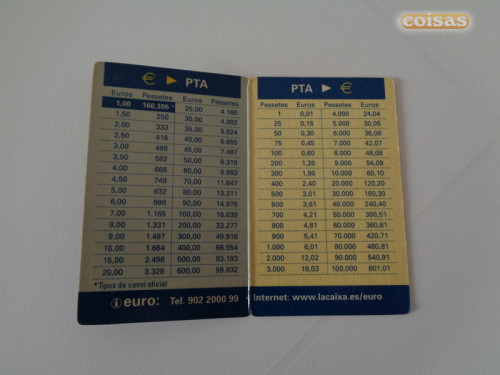 coisas
€ ► PTA
Euros Pessetes Euros Pessetes
1,00 166,386 * 25,00 4.160
1,50 250 30,00 4.992
2,00 333 35,00 5.824
2,50 416 40,00 6.655
3,00 499 45,00 7.487
3,50 582 50,00 8.319
4,00 666 60,00 9.983
4,50 749 70,00 11.647
5,00 832 80,00 13.311
6,00 998 90,00 14.975
7,00 1.165 100,00 16.639
8,00 1.331 200,00 33.277
9,00 1.497 300,00 49.916
10,00 1.664 400,00 66.554
15,00 2.496 500,00 83.193
20,00 3.328 600,00 99.832
*Tipus de canvi oficial
i euro: Tel. 902 2000 99
PTA ► €
Pessetes Euros Pessetes Euros
1 0,01 4.000 24,04
25 0,15 5.000 30,05
50 0,30 6.000 36,06
75 0,45 7.000 42,07
100 0,60 8.000 48,08
200 1,20 9.000 54,09
300 1,80 10.000 60,10
400 2,40 20.000 120,20
500 3,01 30.000 180,30
600 3,61 40.000 240,40
700 4,21 50.000 300,51
800 4,81 60.000 360,61
900 5,41 70.000 420,71
1.000 6,01 80.000 480,81
2.000 12,02 90.000 540,91
3.000 18,03 100.000 601,01
Internet: www.lacaixa.es/euro